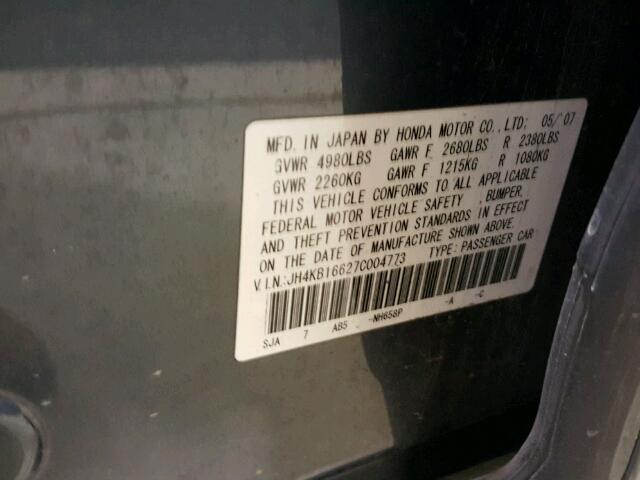 MFD. IN JAPAN BY HONDA MOTOR CO.,LTD. 05/'07
GVWR 4980LBS GAWR F 2680LBS R 2380LBS
GVWR 2260KG GAWR F 1215KG R 1080KG
THIS VEHICLE CONFORMS TO ALL APPLICABLE
FEDERAL MOTOR VEHICLE SAFETY ,BUMPER,
AND THEFT PREVENTION STANDARDS IN EFFECT
ON THE DATE OF MANUFACTURE SHOWN ABOVE.
V.I.N.:JH4KB16627C004773 TYPE:PASSENGER CAR
SJA 7 AB5 -NH658P -A -C